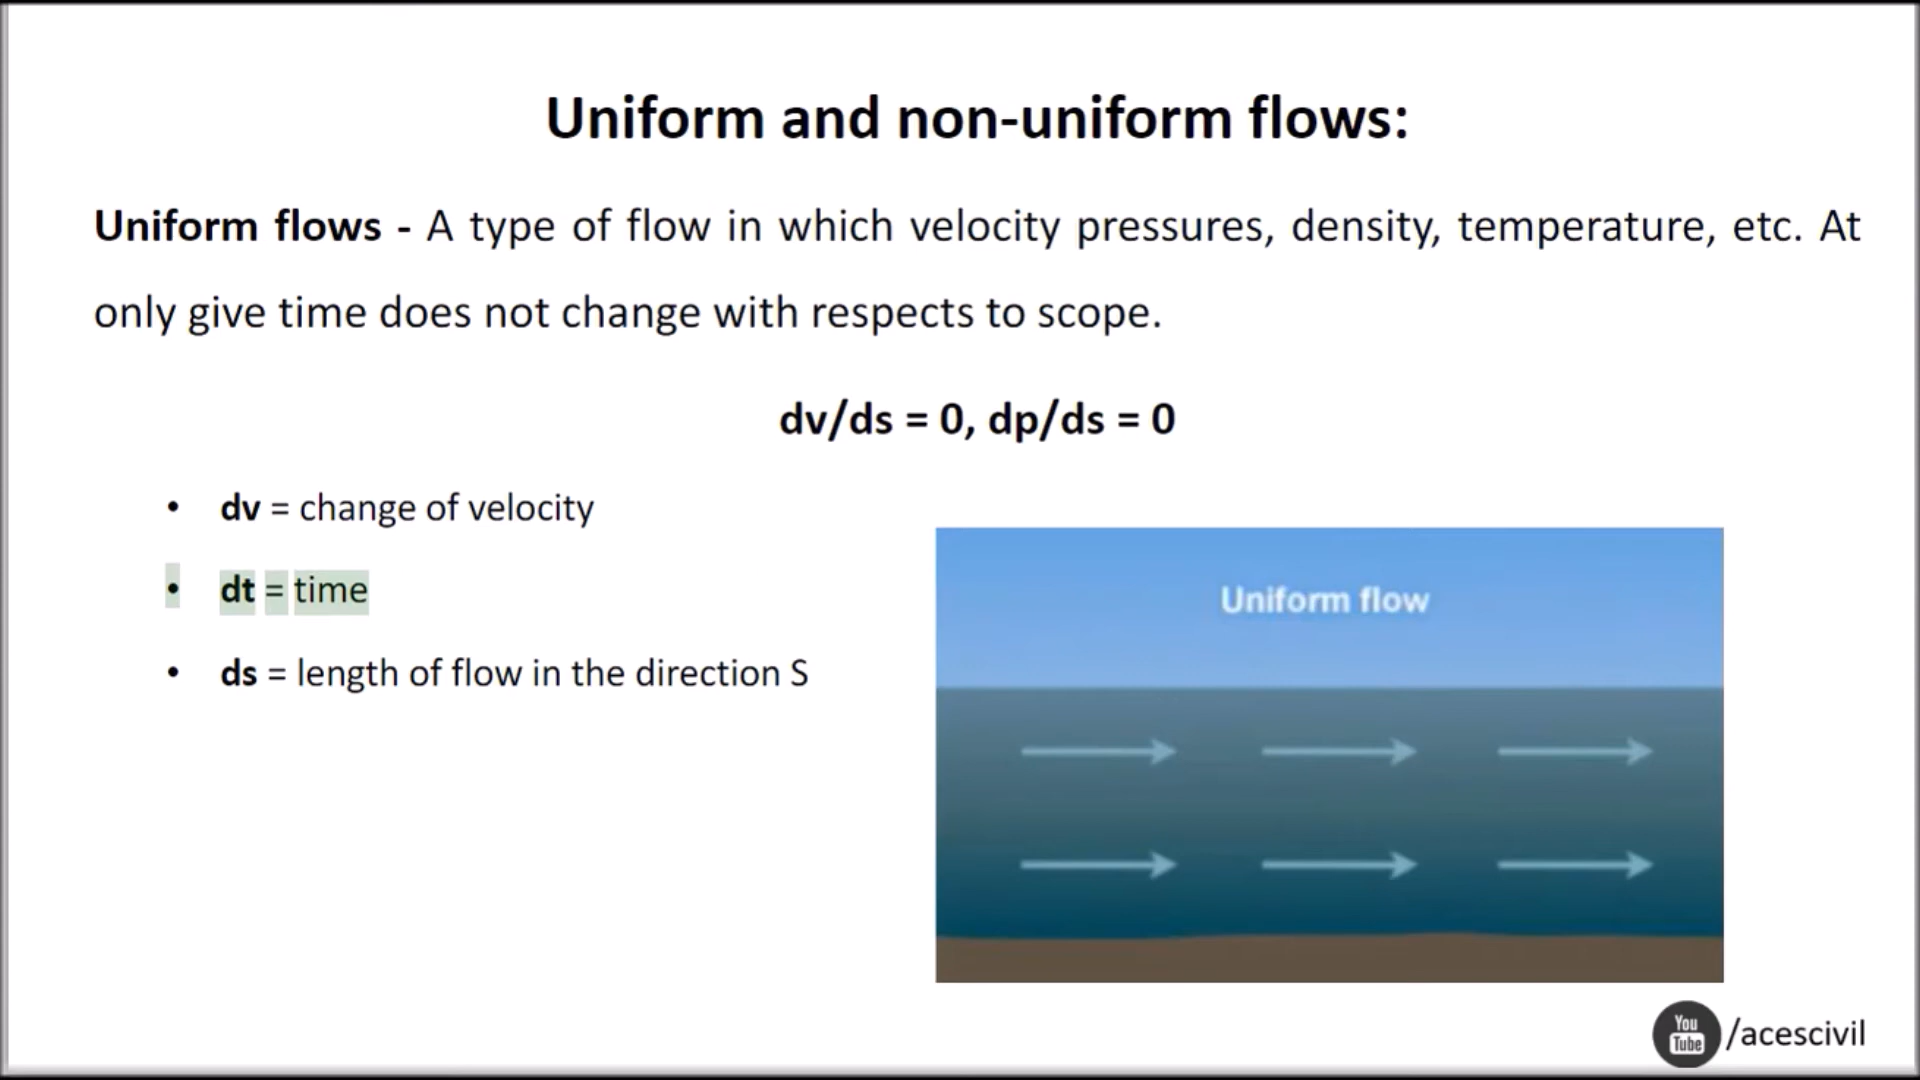 Uniform and non-uniform flows:
Uniform flows - A type of flow in which velocity pressures, density, temperature, etc. At
only give time does not change with respects to scope.
dv/ds = 0, dp/ds = 0
• dv = change of velocity
• dt = time
• ds = length of flow in the direction S
Uniform flow
You
Tube
/acescivil